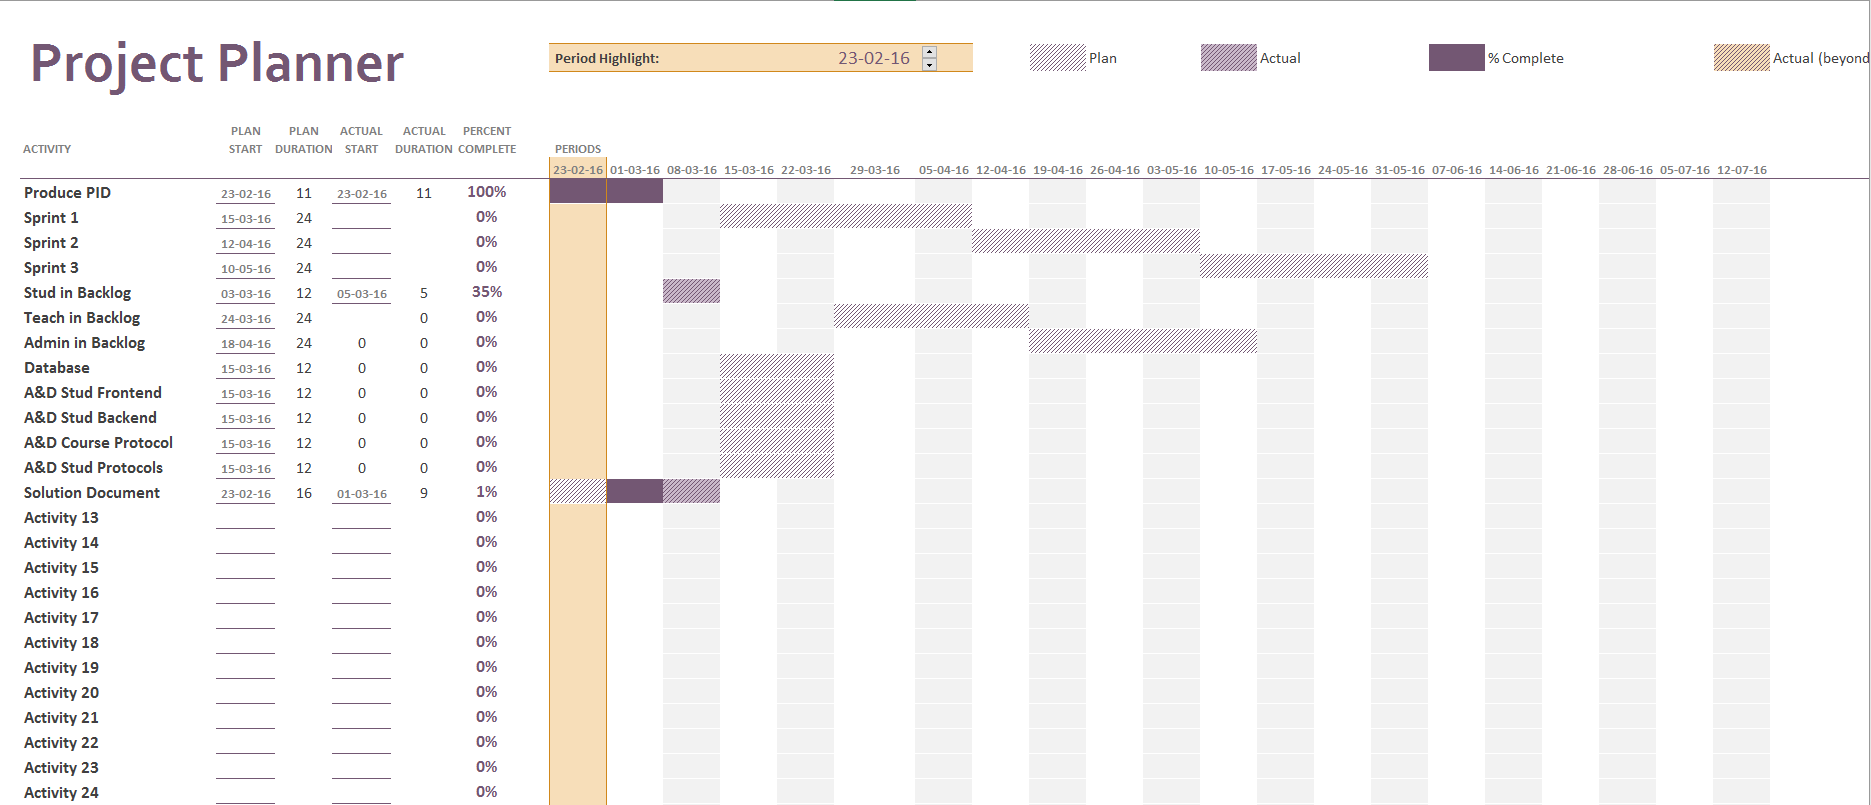 Project Planner
Period Highlight: 23-02-16
Plan
Actual
% Complete
Actual (beyond
PLAN PLAN ACTUAL ACTUAL PERCENT
ACTIVITY START DURATION START DURATION COMPLETE PERIODS
23-02-16 01-03-16 08-03-16 15-03-16 22-03-16 29-03-16 05-04-16 12-04-16 19-04-16 26-04-16 03-05-16 10-05-16 17-05-16 24-05-16 31-05-16 07-06-16 14-06-16 21-06-16 28-06-16 05-07-16 12-07-16
Produce PID 23-02-16 11 23-02-16 11 100%
Sprint 1 15-03-16 24 0%
Sprint 2 12-04-16 24 0%
Sprint 3 10-05-16 24 0%
Stud in Backlog 03-03-16 12 05-03-16 5 35%
Teach in Backlog 24-03-16 24 0 0%
Admin in Backlog 18-04-16 24 0 0 0%
Database 15-03-16 12 0 0 0%
A&D Stud Frontend 15-03-16 12 0 0 0%
A&D Stud Backend 15-03-16 12 0 0 0%
A&D Course Protocol 15-03-16 12 0 0 0%
A&D Stud Protocols 15-03-16 12 0 0 0%
Solution Document 23-02-16 16 01-03-16 9 1%
Activity 13 0%
Activity 14 0%
Activity 15 0%
Activity 16 0%
Activity 17 0%
Activity 18 0%
Activity 19 0%
Activity 20 0%
Activity 21 0%
Activity 22 0%
Activity 23 0%
Activity 24 0%